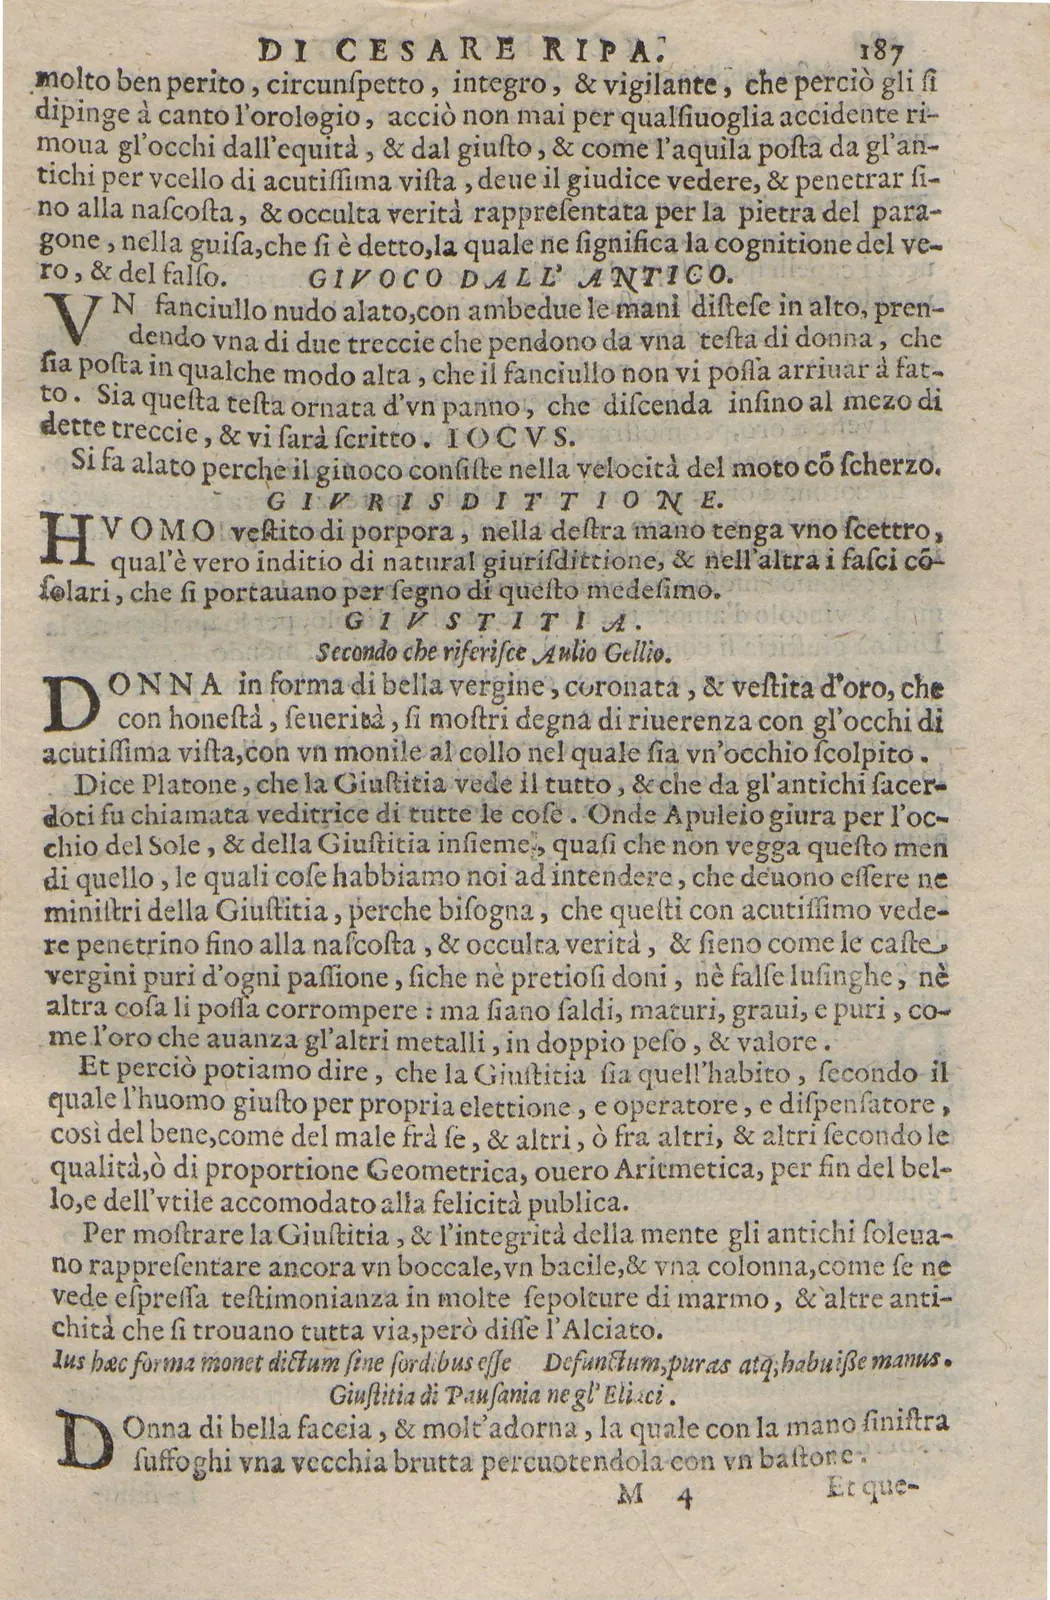 DI CESARE RIPA. 187
molto ben perito, circunſpetto, integro, & vigilante, che perciò gli ſi
dipinge à canto l'orologio, acciò non mai per qualſiuoglia accidente ri-
moua gl'occhi dall'equità, & dal giuſto, & come l'aquila poſta da gl'an-
tichi per vcello di acutiſſima viſta, deue il giudice vedere, & penetrar ſi-
no alla naſcoſta, & occulta verità rappreſentata per la pietra del para-
gone, nella guiſa, che ſi è detto, la quale ne ſignifica la cognitione del ve-
ro, & del falſo. GIVOCO DALL' ANTICO.
VN fanciullo nudo alato, con ambedue le mani diſteſe in alto, pren-
dendo vna di due treccie che pendono da vna teſta di donna, che
ſia poſta in qualche modo alta, che il fanciullo non vi poſſa arriuar à fat-
to. Sia queſta teſta ornata d'vn panno, che diſcenda inſino al mezo di
dette treccie, & vi ſarà ſcritto. IOCVS.
Si fa alato perche il giuoco conſiſte nella velocità del moto cõ ſcherzo.
GIVRISDITTIONE.
HVOMO veſtito di porpora, nella deſtra mano tenga vno ſcettro,
qual'è vero inditio di natural giuriſdittione, & nell'altra i faſci cõ-
ſolari, che ſi portauano per ſegno di queſto medeſimo.
GIVSTITIA.
Secondo che riferiſce Aulio Gellio.
DONNA in forma di bella vergine, coronata, & veſtita d'oro, che
con honeſtà, ſeuerità, ſi moſtri degna di riuerenza con gl'occhi di
acutiſſima viſta, con vn monile al collo nel quale ſia vn'occhio ſcolpito.
Dice Platone, che la Giuſtitia vede il tutto, & che da gl'antichi ſacer-
doti fu chiamata veditrice di tutte le coſe. Onde Apuleio giura per l'oc-
chio del Sole, & della Giuſtitia inſieme, quaſi che non vegga queſto men
di quello, le quali coſe habbiamo noi ad intendere, che deuono eſſere ne
miniſtri della Giuſtitia, perche biſogna, che queſti con acutiſſimo vede-
re penetrino fino alla naſcoſta, & occulta verità, & ſieno come le caſte
vergini puri d'ogni paſſione, ſiche nè pretioſi doni, nè falſe luſinghe, nè
altra coſa li poſſa corrompere: ma ſiano ſaldi, maturi, graui, e puri, co-
me l'oro che auanza gl'altri metalli, in doppio peſo, & valore.
Et perciò potiamo dire, che la Giuſtitia ſia quell'habito, ſecondo il
quale l'huomo giuſto per propria elettione, e operatore, e diſpenſatore,
così del bene, come del male frà ſe, & altri, ò fra altri, & altri ſecondo le
qualità, ò di proportione Geometrica, ouero Aritmetica, per fin del bel-
lo, e dell'vtile accomodato alla felicità publica.
Per moſtrare la Giuſtitia, & l'integrità della mente gli antichi ſoleua-
no rappreſentare ancora vn boccale, vn bacile, & vna colonna, come ſe ne
vede eſpreſſa teſtimonianza in molte ſepolture di marmo, & altre anti-
chità che ſi trouano tutta via, però diſſe l'Alciato.
Ius hæc forma monet dictum ſine ſordibus eſſe Defunctum, puras atq; habuiße manus.
Giuſtitia di Pauſania ne gl' Eliaci.
DOnna di bella faccia, & molt'adorna, la quale con la mano ſiniſtra
ſuffoghi vna vecchia brutta percuotendola con vn baſtone.
M 4 Et que-